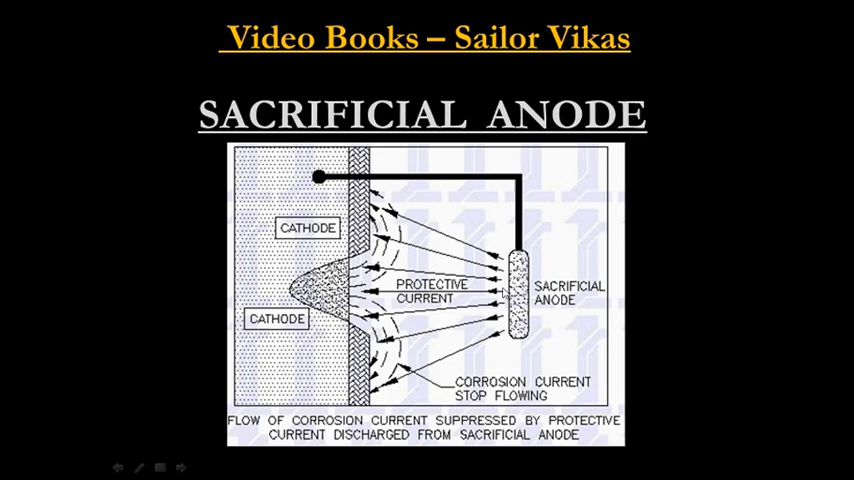 Video Books – Sailor Vikas
SACRIFICIAL ANODE
CATHODE
PROTECTIVE
CURRENT
SACRIFICIAL
ANODE
CATHODE
CORROSION CURRENT
STOP FLOWING
FLOW OF CORROSION CURRENT SUPPRESSED BY PROTECTIVE
CURRENT DISCHARGED FROM SACRIFICIAL ANODE